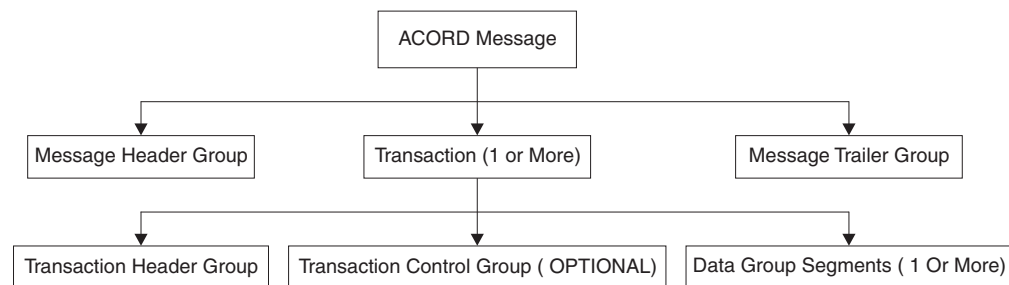 ACORD Message
Message Header Group
Transaction (1 or More)
Message Trailer Group
Transaction Header Group
Transaction Control Group ( OPTIONAL)
Data Group Segments ( 1 Or More)